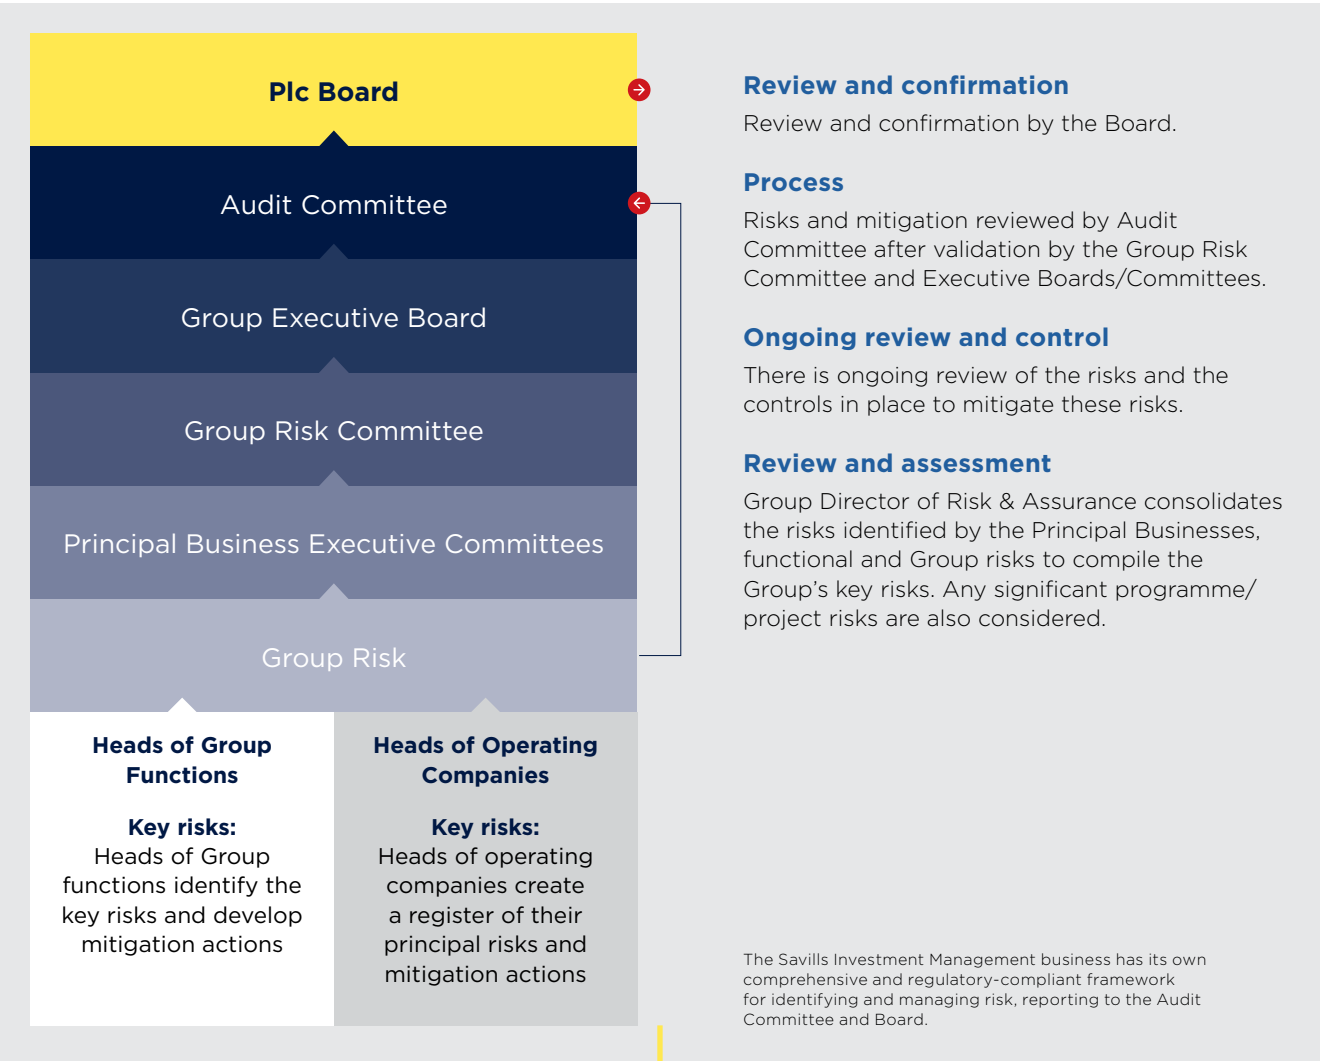 Plc Board
Audit Committee
Group Executive Board
Group Risk Committee
Principal Business Executive Committees
Group Risk
Heads of Group
Functions
Key risks:
Heads of Group
functions identify the
key risks and develop
mitigation actions
Heads of Operating
Companies
Key risks:
Heads of operating
companies create
a register of their
principal risks and
mitigation actions
Review and confirmation
Review and confirmation by the Board.
Process
Risks and mitigation reviewed by Audit
Committee after validation by the Group Risk
Committee and Executive Boards/Committees.
Ongoing review and control
There is ongoing review of the risks and the
controls in place to mitigate these risks.
Review and assessment
Group Director of Risk & Assurance consolidates
the risks identified by the Principal Businesses,
functional and Group risks to compile the
Group’s key risks. Any significant programme/
project risks are also considered.
The Savills Investment Management business has its own
comprehensive and regulatory-compliant framework
for identifying and managing risk, reporting to the Audit
Committee and Board.